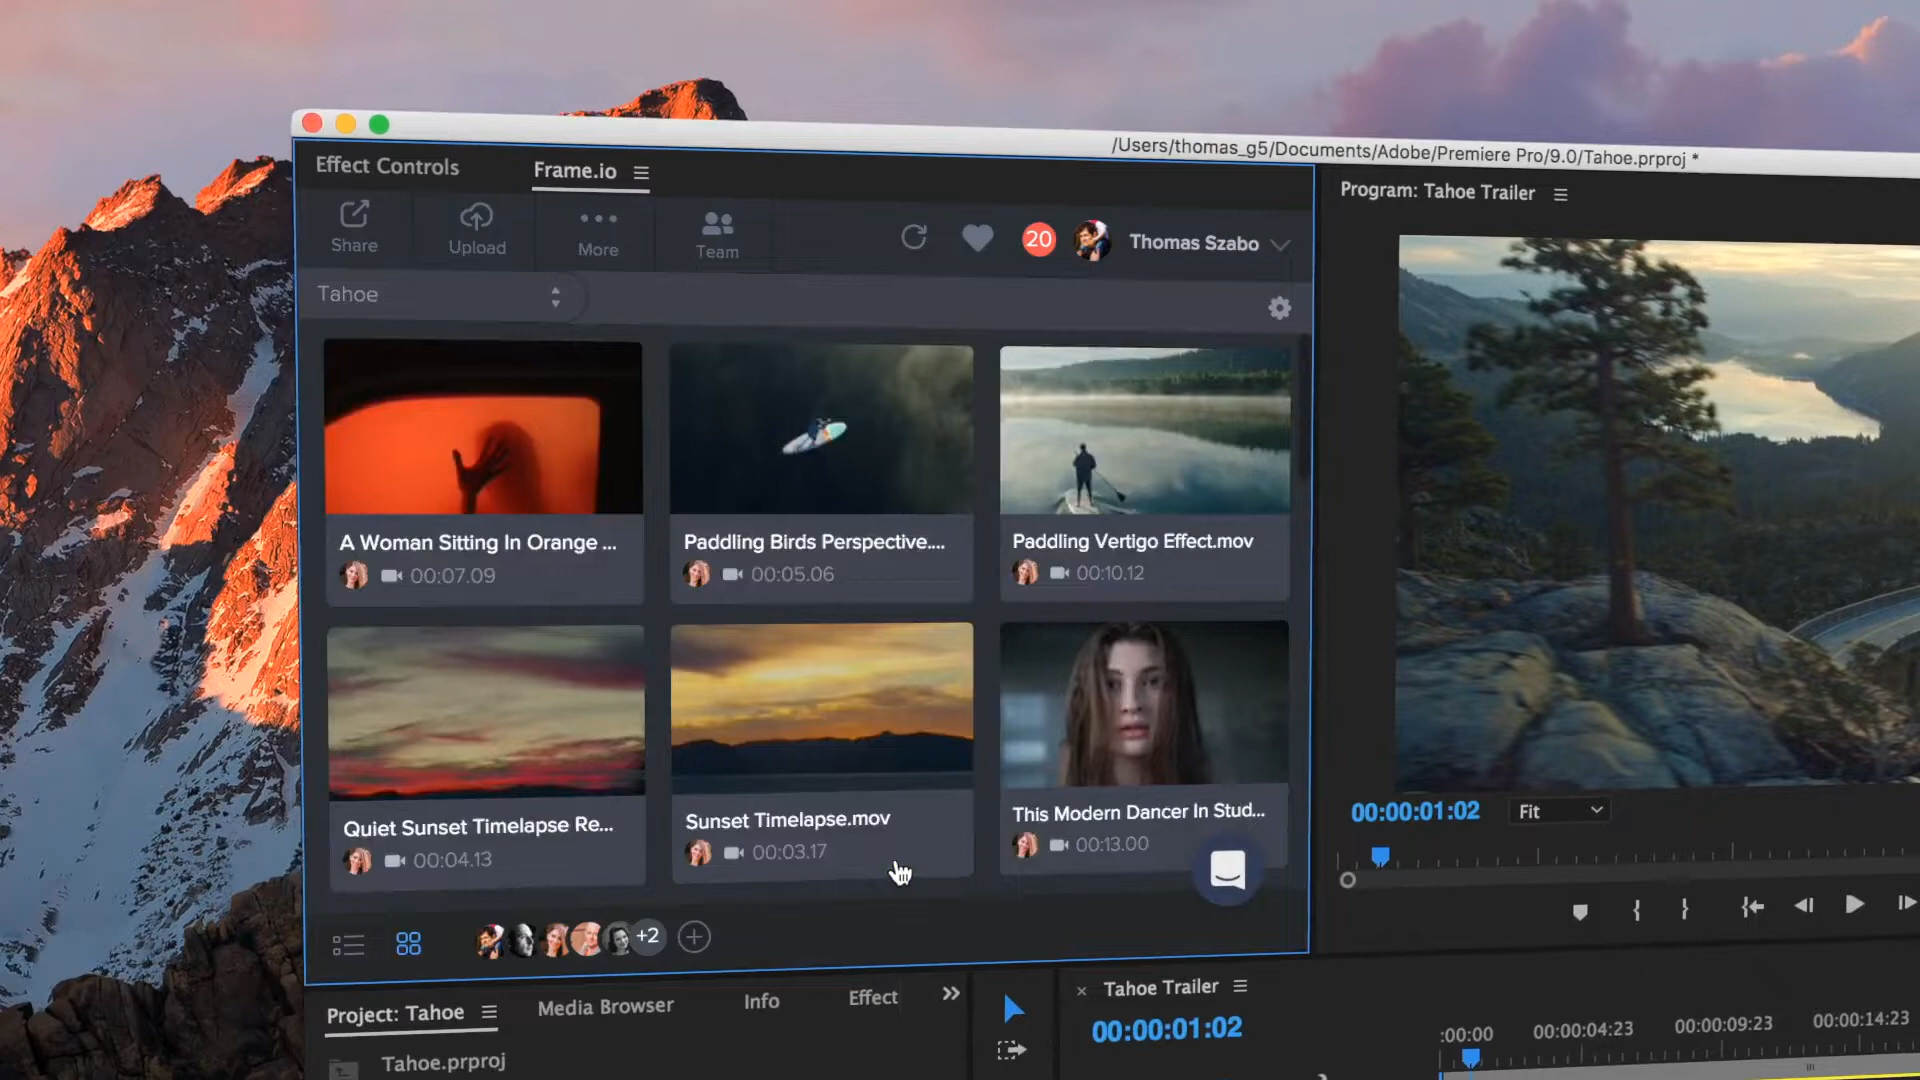 /Users/thomas_g5/Documents/Adobe/Premiere Pro/9.0/Tahoe.prproj *
Effect Controls
Frame.io
Program: Tahoe Trailer
Share
Upload
More
Team
20
Thomas Szabo
Tahoe
A Woman Sitting In Orange ...
00:07.09
Paddling Birds Perspective....
00:05.06
Paddling Vertigo Effect.mov
00:10.12
Quiet Sunset Timelapse Re...
00:04.13
Sunset Timelapse.mov
00:03.17
This Modern Dancer In Stud...
00:13.00
00:00:01:02
Fit
+2
Project: Tahoe
Media Browser
Info
Effect
Tahoe.prproj
× Tahoe Trailer
00:00:01:02
:00:00
00:00:04:23
00:00:09:23
00:00:14:23